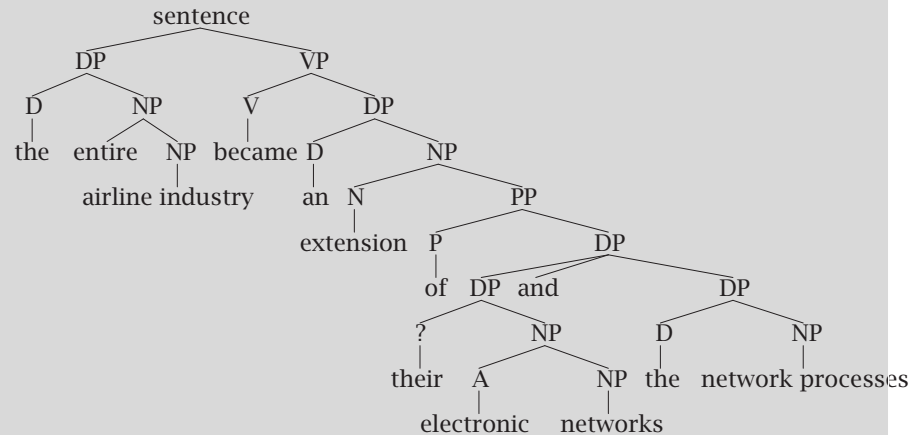 sentence
DP VP
D NP V DP
the entire NP became D NP
airline industry an N PP
extension P DP
of DP and DP
? NP D NP
their A NP the network processes
electronic networks